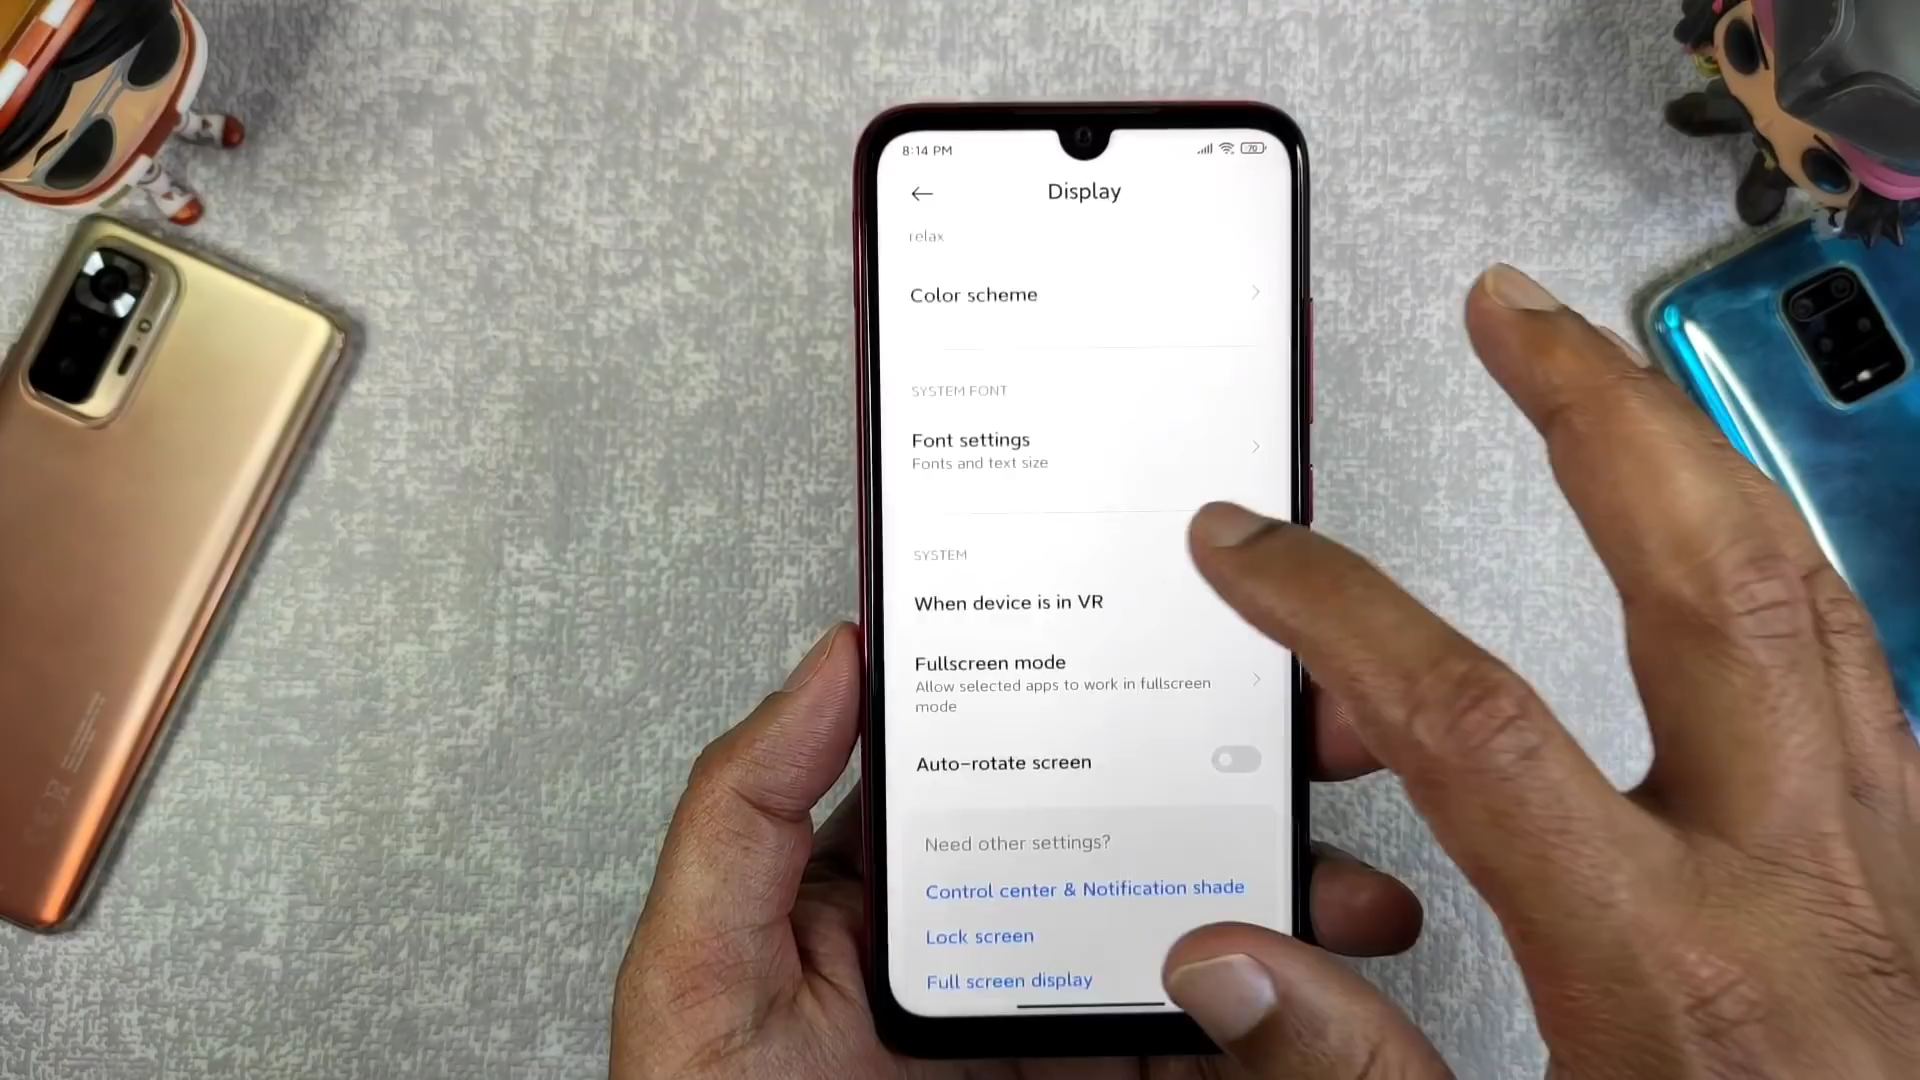 8:14 PM
70
Display
relax
Color scheme
SYSTEM FONT
Font settings
Fonts and text size
SYSTEM
When device is in VR
Fullscreen mode
Allow selected apps to work in fullscreen
mode
Auto-rotate screen
Need other settings?
Control center & Notification shade
Lock screen
Full screen display